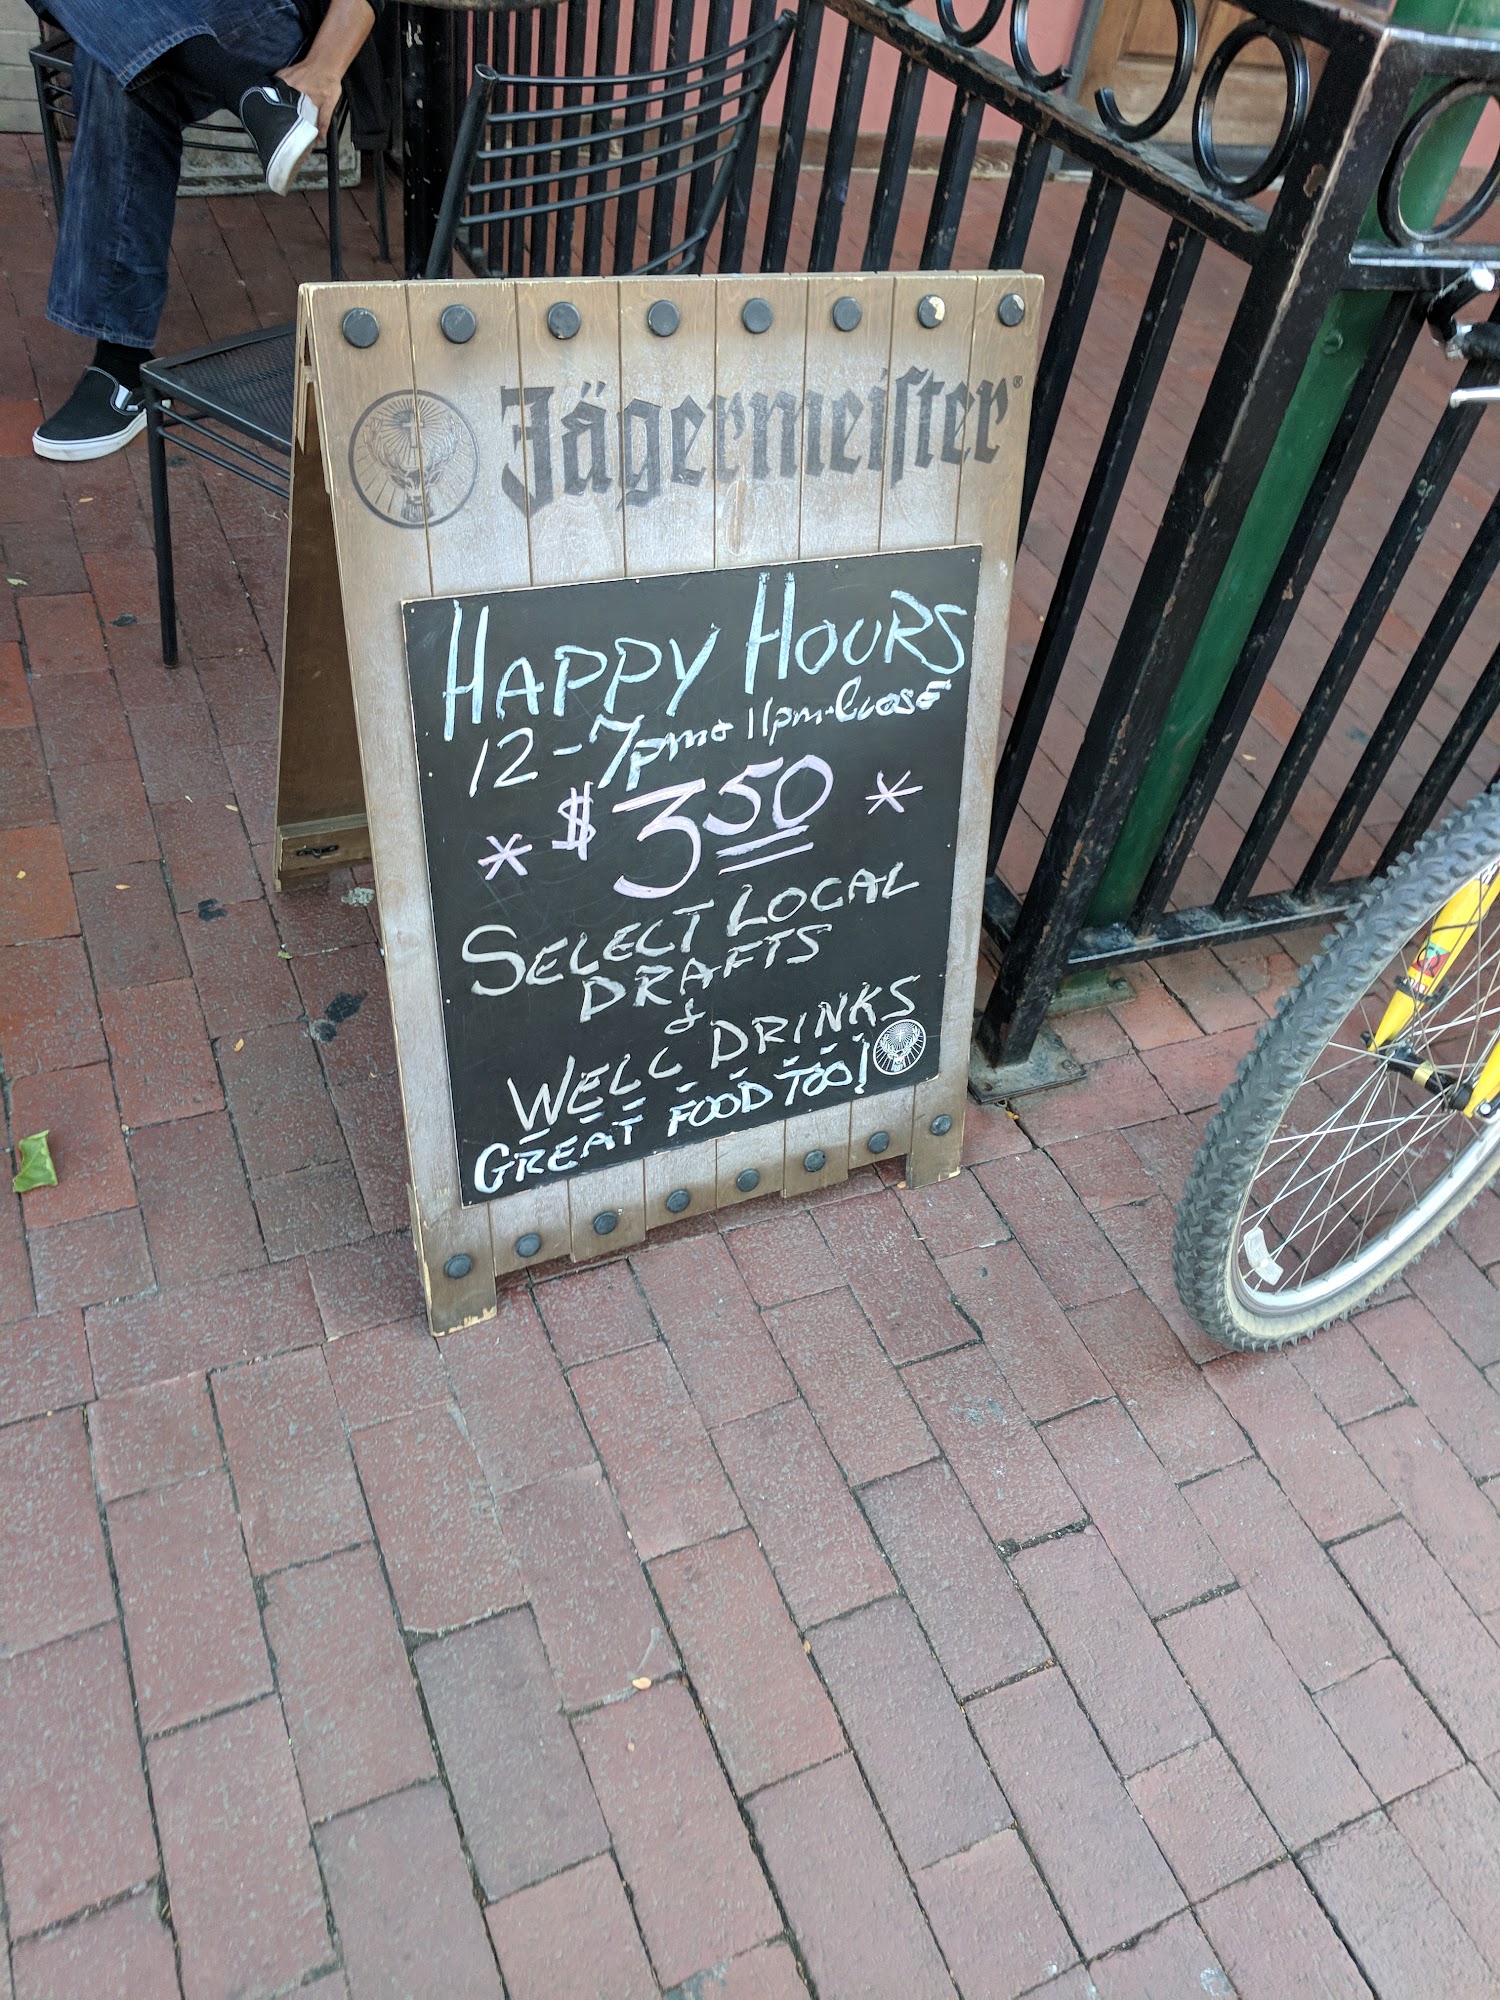 Jägermeister®
HAPPY HOURS
12-7pm & 11pm-CLOSE
* $3.50 *
SELECT LOCAL
DRAFTS
&
WELL DRINKS
GREAT FOOD TOO!